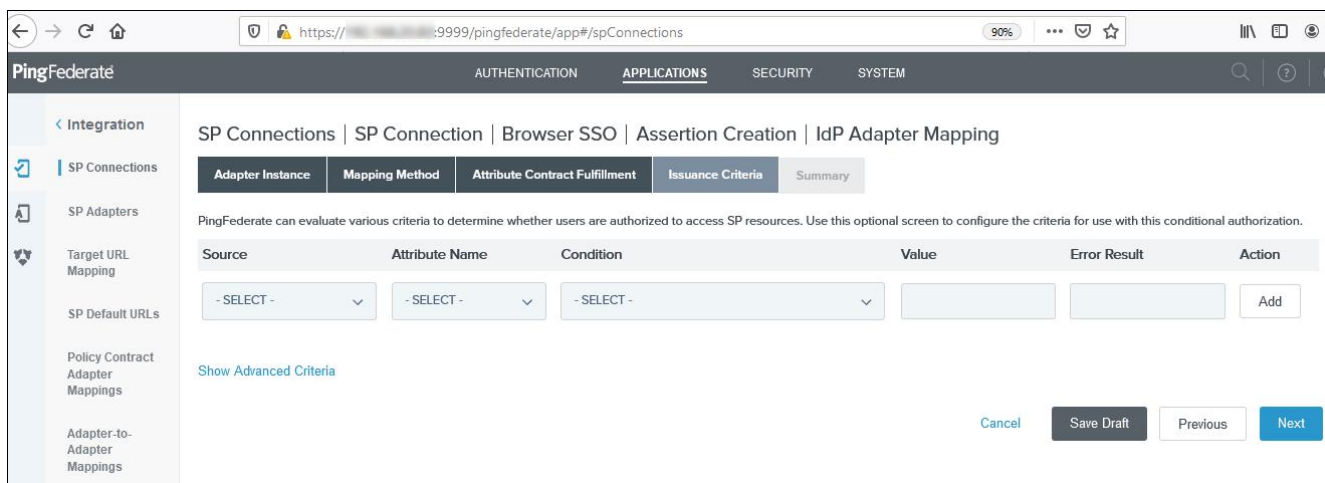 https:// :9999/pingfederate/app#/spConnections 90%
PingFederate AUTHENTICATION APPLICATIONS SECURITY SYSTEM
< Integration
SP Connections
SP Adapters
Target URL
Mapping
SP Default URLs
Policy Contract
Adapter
Mappings
Adapter-to-
Adapter
Mappings
SP Connections | SP Connection | Browser SSO | Assertion Creation | IdP Adapter Mapping
Adapter Instance Mapping Method Attribute Contract Fulfillment Issuance Criteria Summary
PingFederate can evaluate various criteria to determine whether users are authorized to access SP resources. Use this optional screen to configure the criteria for use with this conditional authorization.
Source Attribute Name Condition Value Error Result Action
- SELECT - - SELECT - - SELECT - Add
Show Advanced Criteria
Cancel Save Draft Previous Next